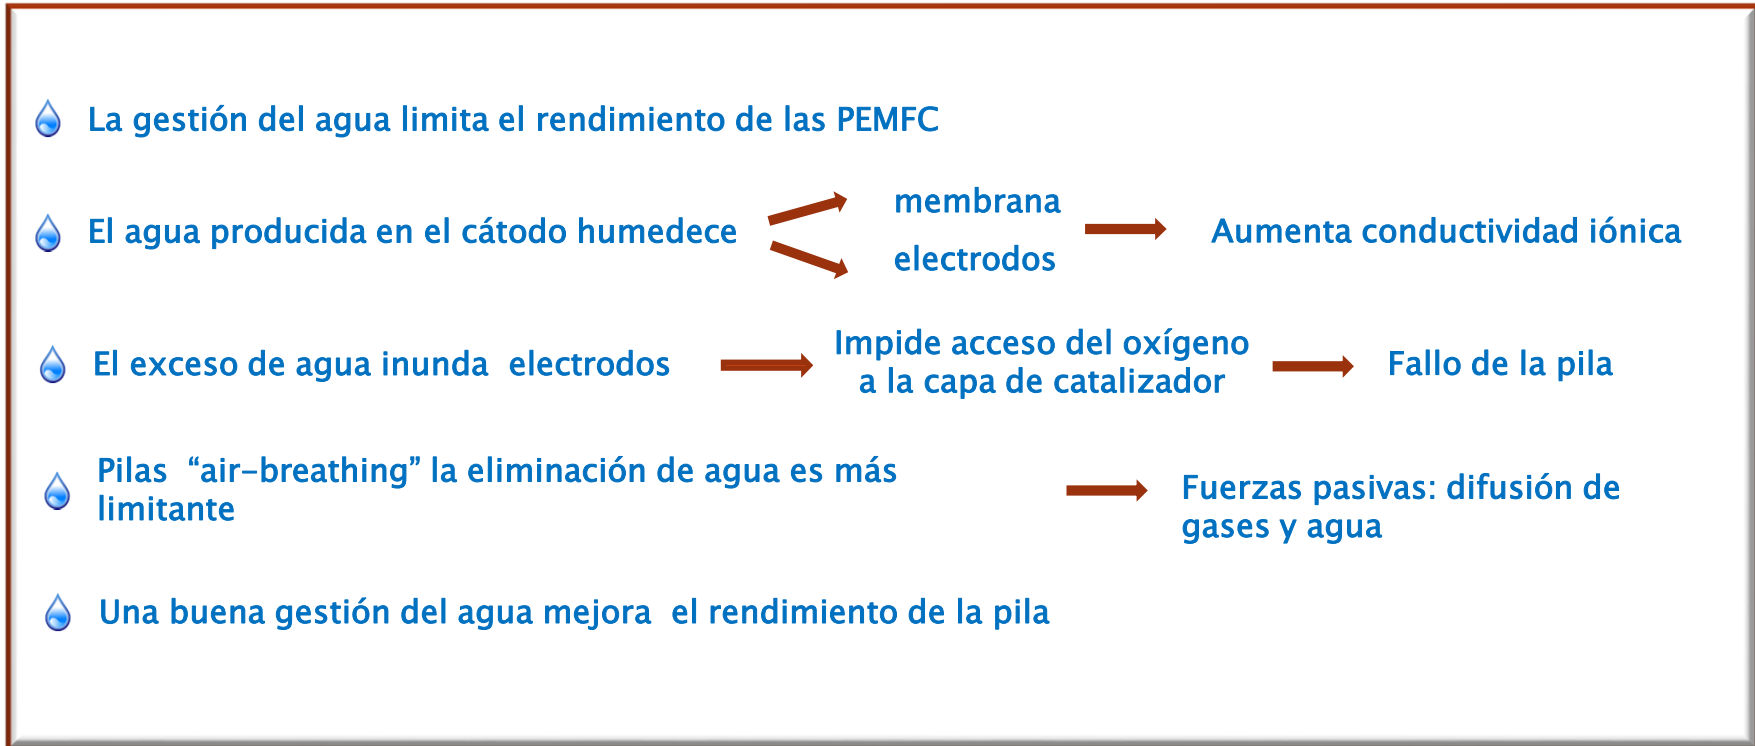 La gestión del agua limita el rendimiento de las PEMFC
El agua producida en el cátodo humedece
membrana
electrodos
Aumenta conductividad iónica
El exceso de agua inunda  electrodos
Impide acceso del oxígeno
a la capa de catalizador
Fallo de la pila
Pilas  “air-breathing” la eliminación de agua es más
limitante
Fuerzas pasivas: difusión de
gases y agua
Una buena gestión del agua mejora  el rendimiento de la pila